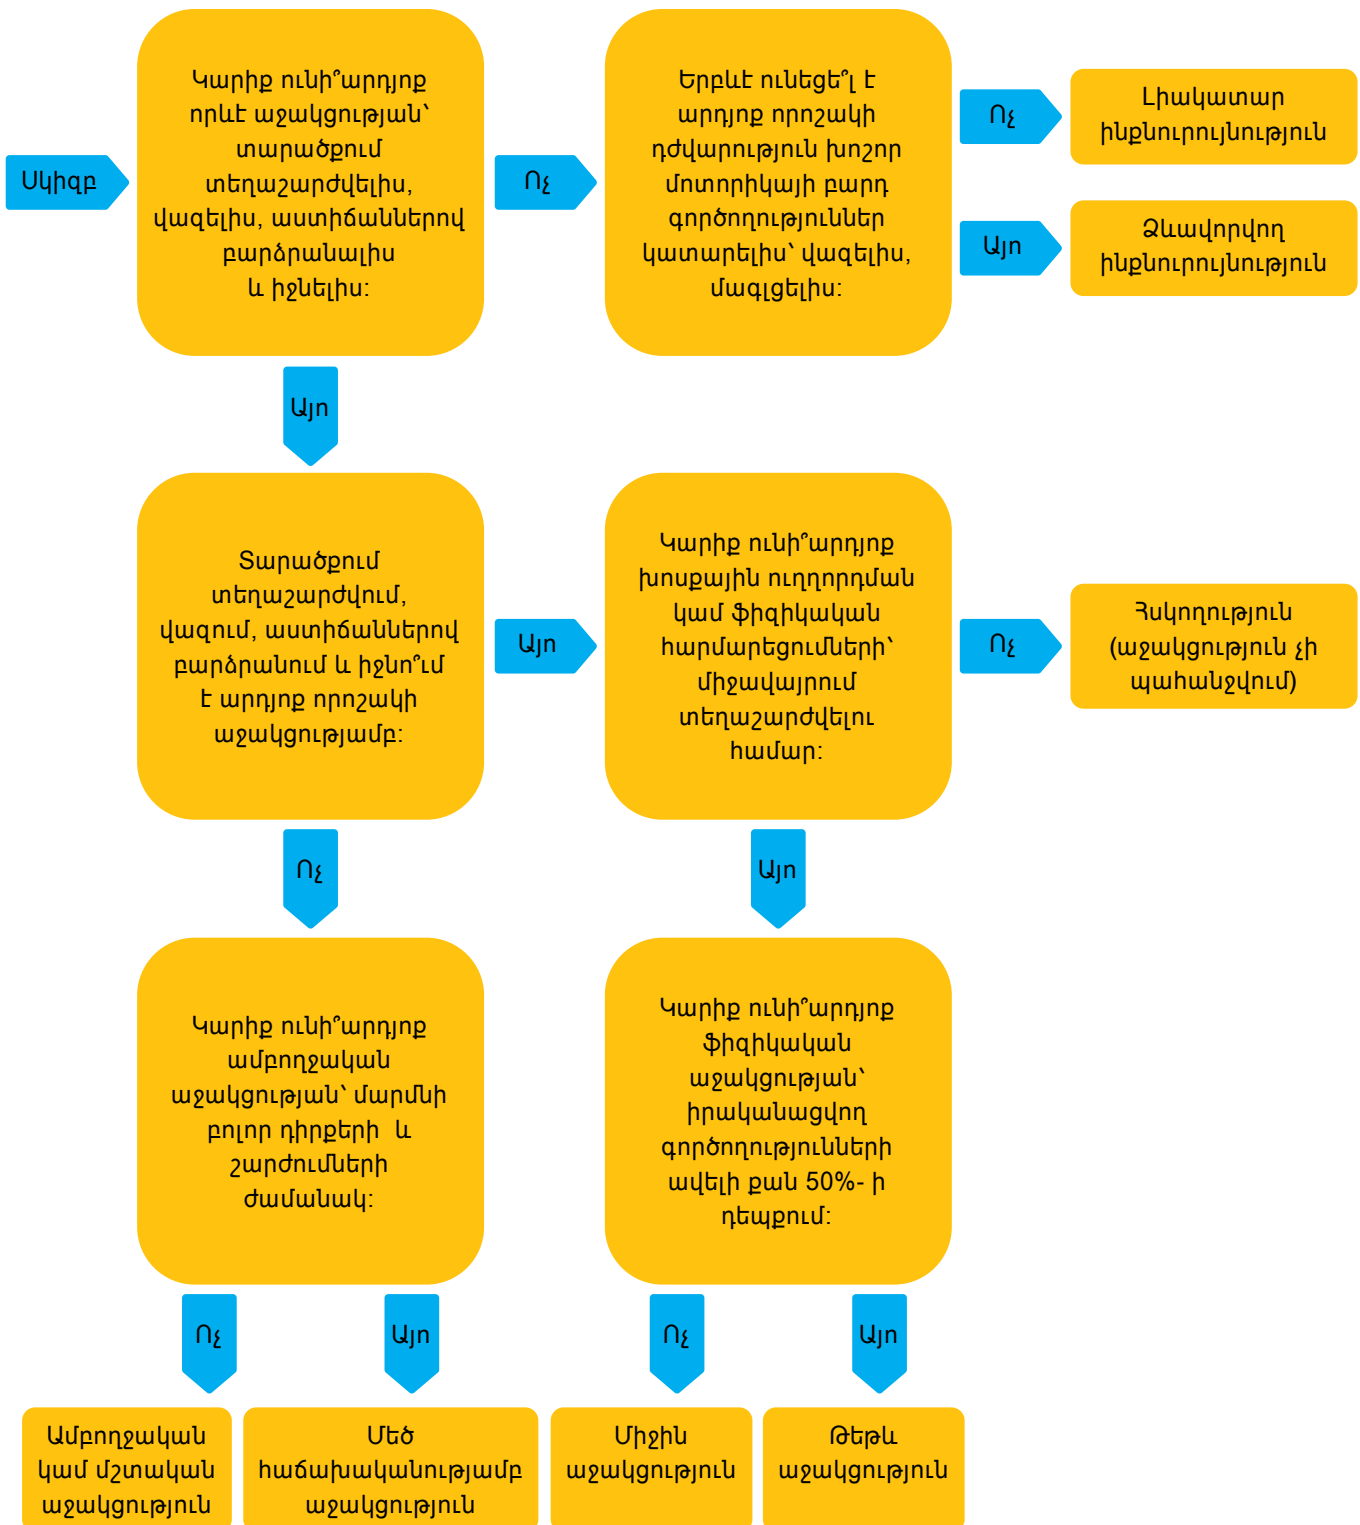 Սկիզբ
Կարիք ունի՞արդյոք
որևէ աջակցության՝
տարածքում
տեղաշարժվելիս,
վազելիս, աստիճաններով
բարձրանալիս
և իջնելիս:
Ոչ
Երբևէ ունեցե՞լ է
արդյոք որոշակի
դժվարություն խոշոր
մոտորիկայի բարդ
գործողություններ
կատարելիս՝ վազելիս,
մագլցելիս:
Ոչ
Լիակատար
ինքնուրույնություն
Այո
Ձևավորվող
ինքնուրույնություն
Այո
Տարածքում
տեղաշարժվում,
վազում, աստիճաններով
բարձրանում և իջնո՞ւմ
է արդյոք որոշակի
աջակցությամբ:
Այո
Կարիք ունի՞արդյոք
խոսքային ուղղորդման
կամ ֆիզիկական
հարմարեցումների՝
միջավայրում
տեղաշարժվելու
համար:
Ոչ
Հսկողություն
(աջակցություն չի
պահանջվում)
Ոչ
Այո
Կարիք ունի՞արդյոք
ամբողջական
աջակցության՝ մարմնի
բոլոր դիրքերի  և
շարժումների
ժամանակ:
Կարիք ունի՞արդյոք
ֆիզիկական
աջակցության՝
իրականացվող
գործողությունների
ավելի քան 50%- ի
դեպքում:
Ոչ
Այո
Ոչ
Այո
Ամբողջական
կամ մշտական
աջակցություն
Մեծ
հաճախականությամբ
աջակցություն
Միջին
աջակցություն
Թեթև
աջակցություն